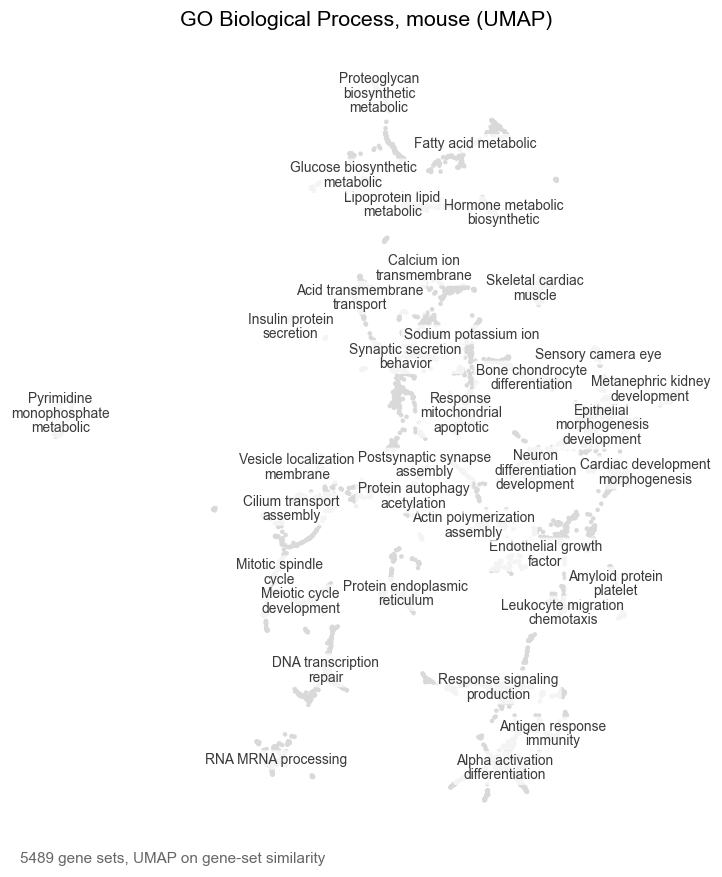 GO Biological Process, mouse (UMAP)
Proteoglycan
biosynthetic
metabolic
Fatty acid metabolic
Glucose biosynthetic
metabolic
Lipoprotein lipid
metabolic
Hormone metabolic
biosynthetic
Calcium ion
transmembrane
Acid transmembrane
transport
Skeletal cardiac
muscle
Insulin protein
secretion
Sodium potassium ion
Synaptic secretion
behavior
Sensory camera eye
Bone chondrocyte
differentiation
Metanephric kidney
development
Pyrimidine
monophosphate
metabolic
Response
mitochondrial
apoptotic
Epithelial
morphogenesis
development
Vesicle localization
membrane
Postsynaptic synapse
assembly
Neuron
differentiation
development
Cardiac development
morphogenesis
Protein autophagy
acetylation
Cilium transport
assembly
Actin polymerization
assembly
Endothelial growth
factor
Mitotic spindle
cycle
Meiotic cycle
development
Protein endoplasmic
reticulum
Amyloid protein
platelet
Leukocyte migration
chemotaxis
DNA transcription
repair
Response signaling
production
Antigen response
immunity
RNA MRNA processing
Alpha activation
differentiation
5489 gene sets, UMAP on gene-set similarity